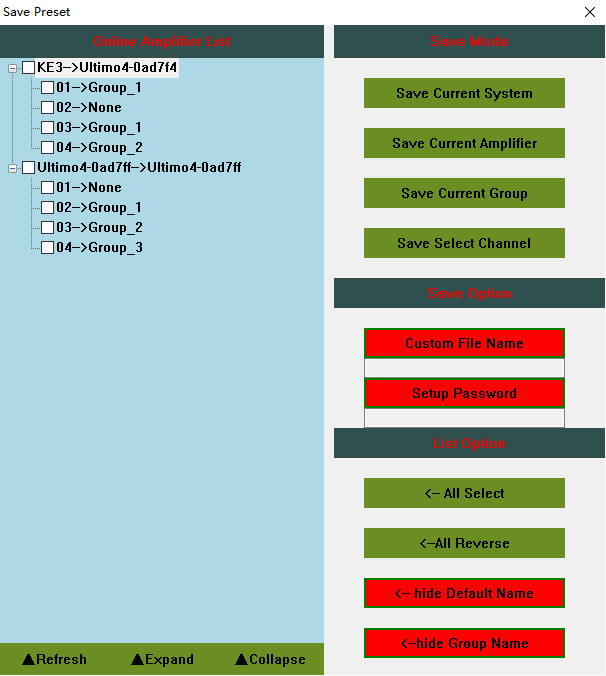 Save Preset
Online Amplifier List
KE3->Ultimo4-0ad7f4
01->Group_1
02->None
03->Group_1
04->Group_2
Ultimo4-0ad7ff->Ultimo4-0ad7ff
01->None
02->Group_1
03->Group_2
04->Group_3
▲Refresh
▲Expand
▲Collapse
Save Mode
Save Current System
Save Current Amplifier
Save Current Group
Save Select Channel
Save Option
Custom File Name
Setup Password
List Option
<- All Select
<-All Reverse
<- hide Default Name
<-hide Group Name